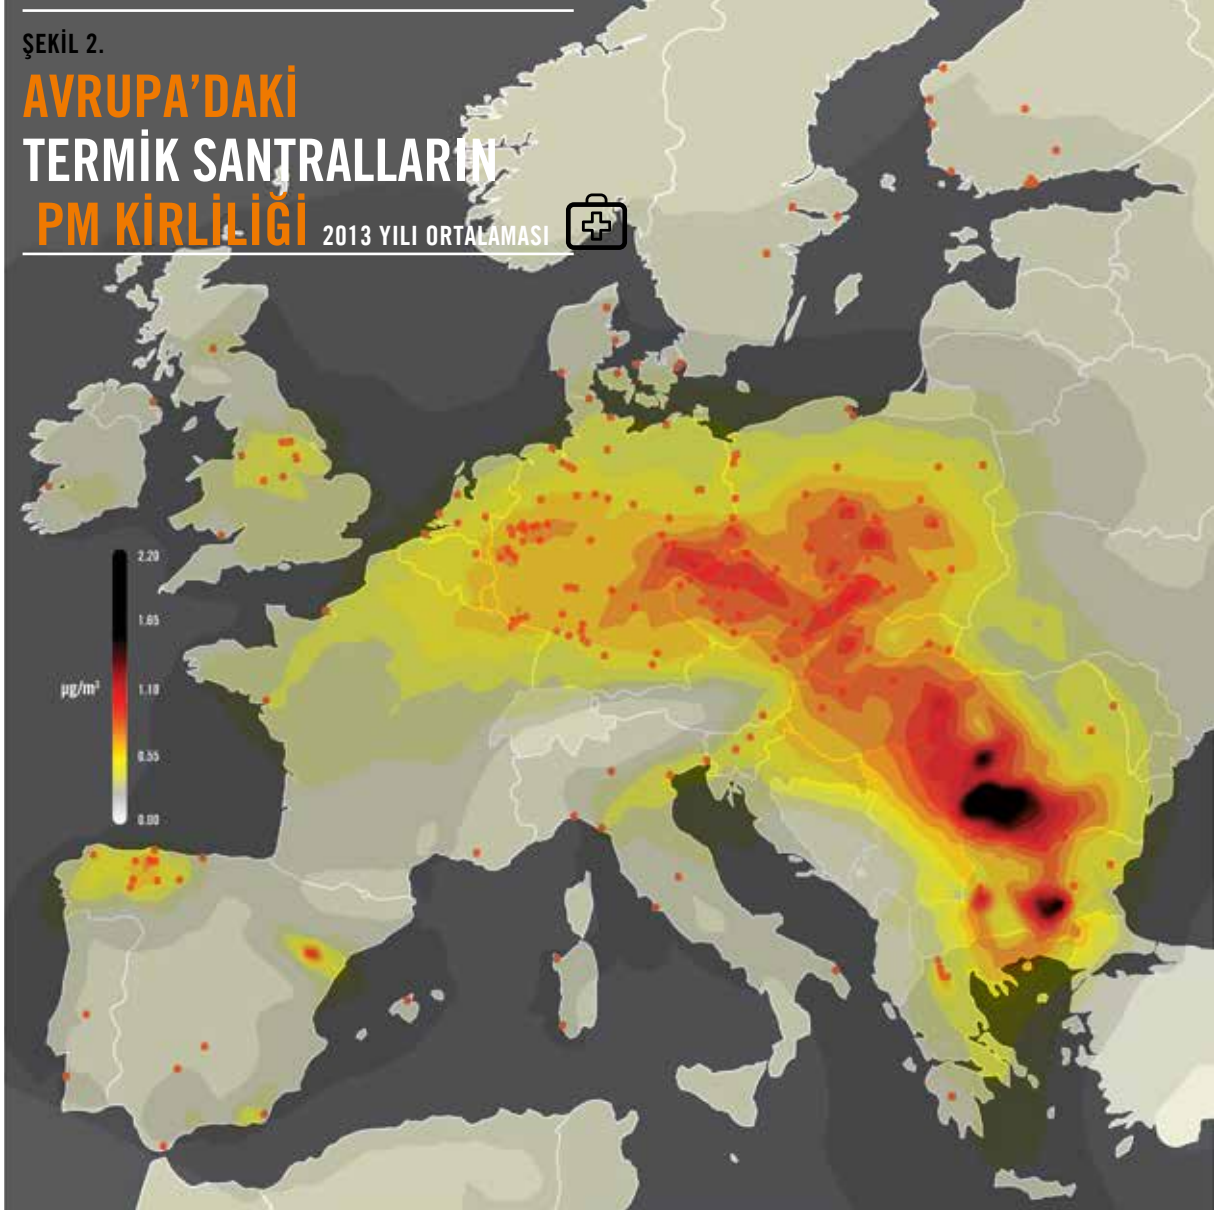 ŞEKİL 2.
AVRUPA’DAKİ
TERMİK SANTRALLARIN
PM KİRLİLİĞİ 2013 YILI ORTALAMASI
2.20
1.65
µg/m³ 1.10
0.55
0.00